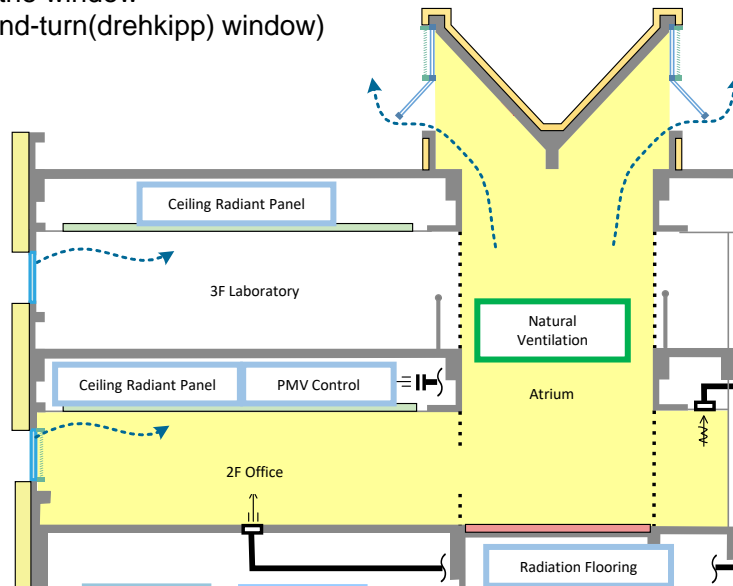 nd-turn(drehkipp) window)
Ceiling Radiant Panel
3F Laboratory
Natural
Ventilation
Ceiling Radiant Panel
PMV Control
Atrium
2F Office
Radiation Flooring